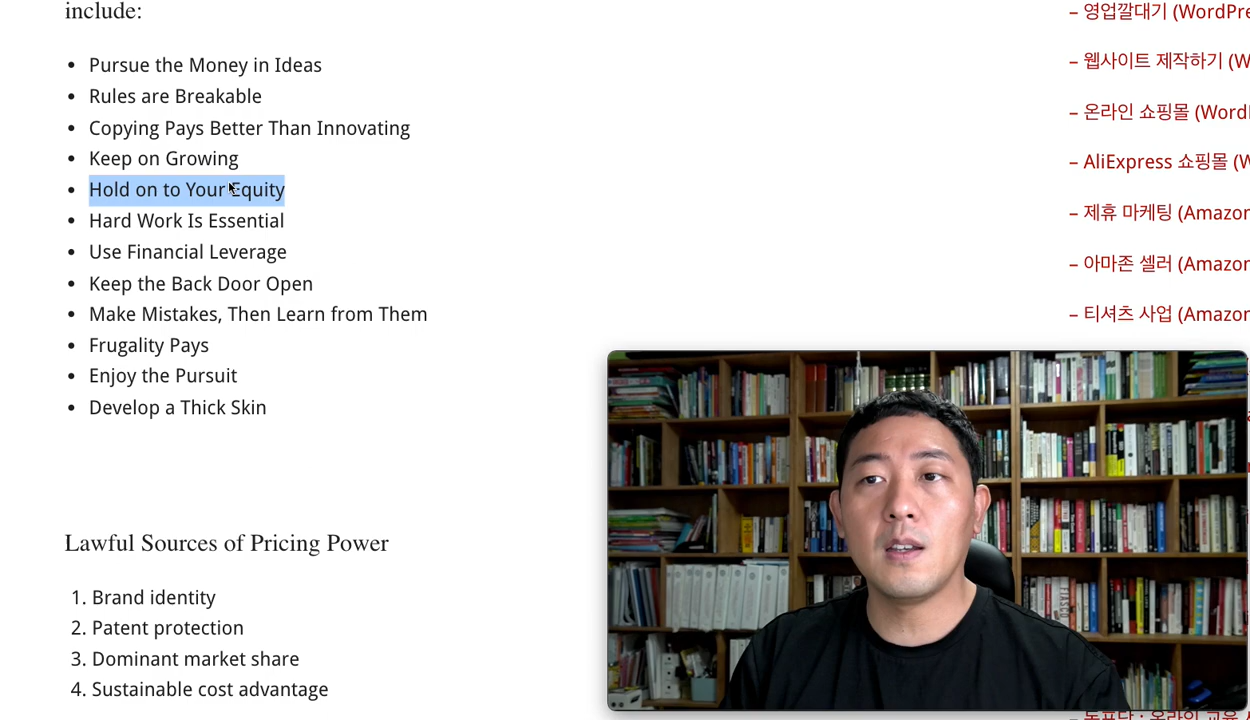 include:
• Pursue the Money in Ideas
• Rules are Breakable
• Copying Pays Better Than Innovating
• Keep on Growing
• Hold on to Your Equity
• Hard Work Is Essential
• Use Financial Leverage
• Keep the Back Door Open
• Make Mistakes, Then Learn from Them
• Frugality Pays
• Enjoy the Pursuit
• Develop a Thick Skin
Lawful Sources of Pricing Power
1. Brand identity
2. Patent protection
3. Dominant market share
4. Sustainable cost advantage
– 영업깔대기 (WordPre
– 웹사이트 제작하기 (W
– 온라인 쇼핑몰 (Word
– AliExpress 쇼핑몰 (W
– 제휴 마케팅 (Amazon
– 아마존 셀러 (Amazon
– 티셔츠 사업 (Amazon
FIASCO